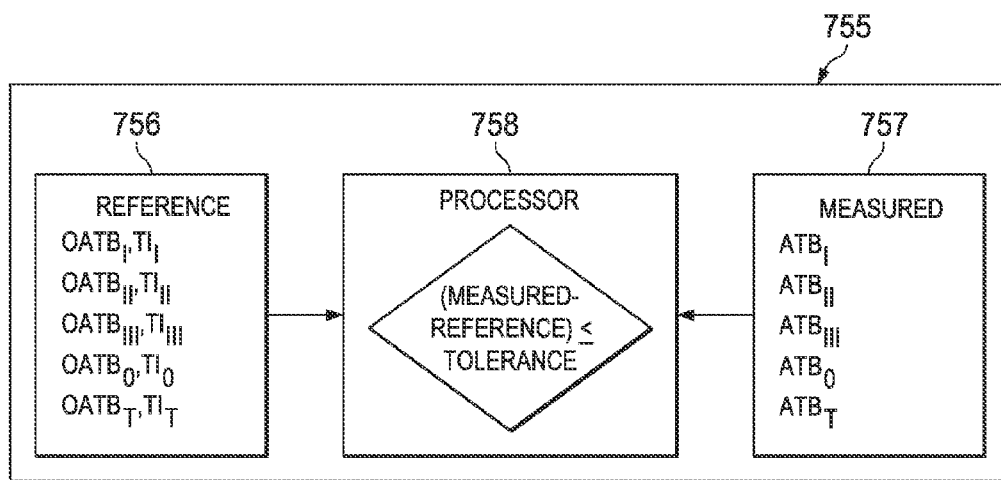 755
756
758
757
REFERENCE
OATB_I,TI_I
OATB_II,TI_II
OATB_III,TI_III
OATB_0,TI_0
OATB_T,TI_T
PROCESSOR
(MEASURED-
REFERENCE) ≤
TOLERANCE
MEASURED
ATB_I
ATB_II
ATB_III
ATB_0
ATB_T